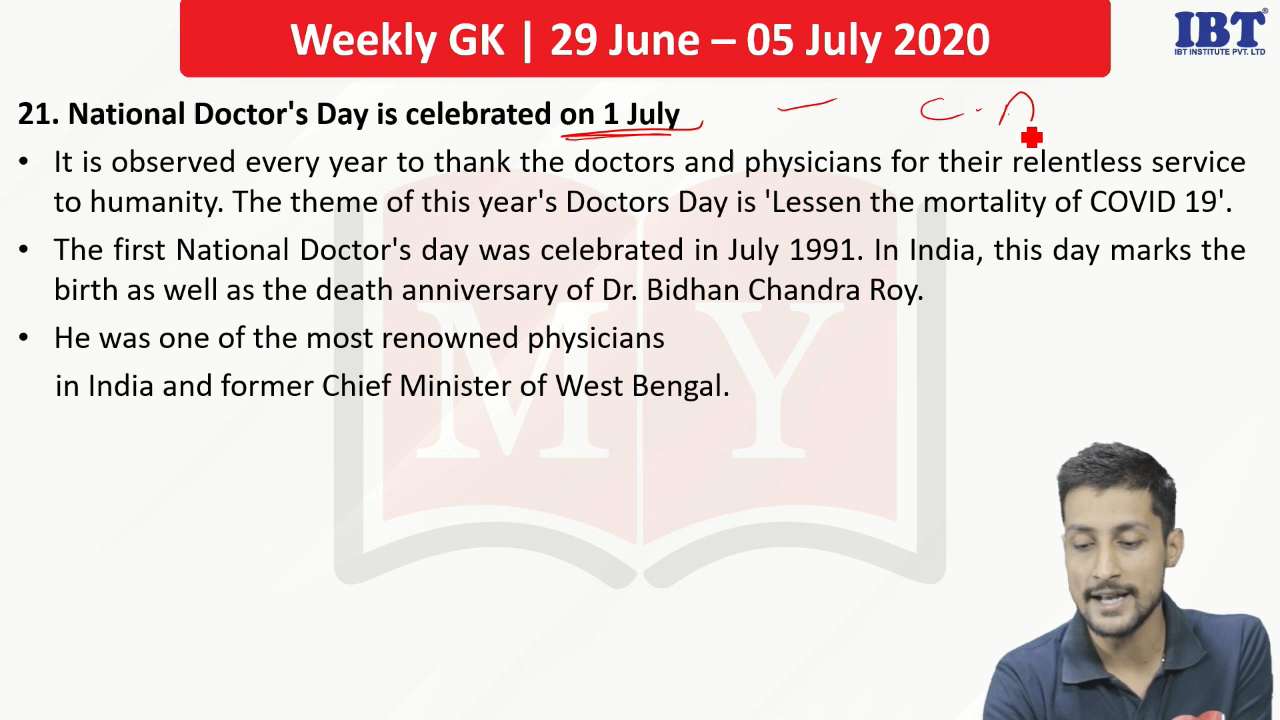 Weekly GK | 29 June – 05 July 2020
IBT®
IBT INSTITUTE PVT. LTD
21. National Doctor's Day is celebrated on 1 July
C.A
• It is observed every year to thank the doctors and physicians for their relentless service
to humanity. The theme of this year's Doctors Day is 'Lessen the mortality of COVID 19'.
• The first National Doctor's day was celebrated in July 1991. In India, this day marks the
birth as well as the death anniversary of Dr. Bidhan Chandra Roy.
• He was one of the most renowned physicians
in India and former Chief Minister of West Bengal.
MY